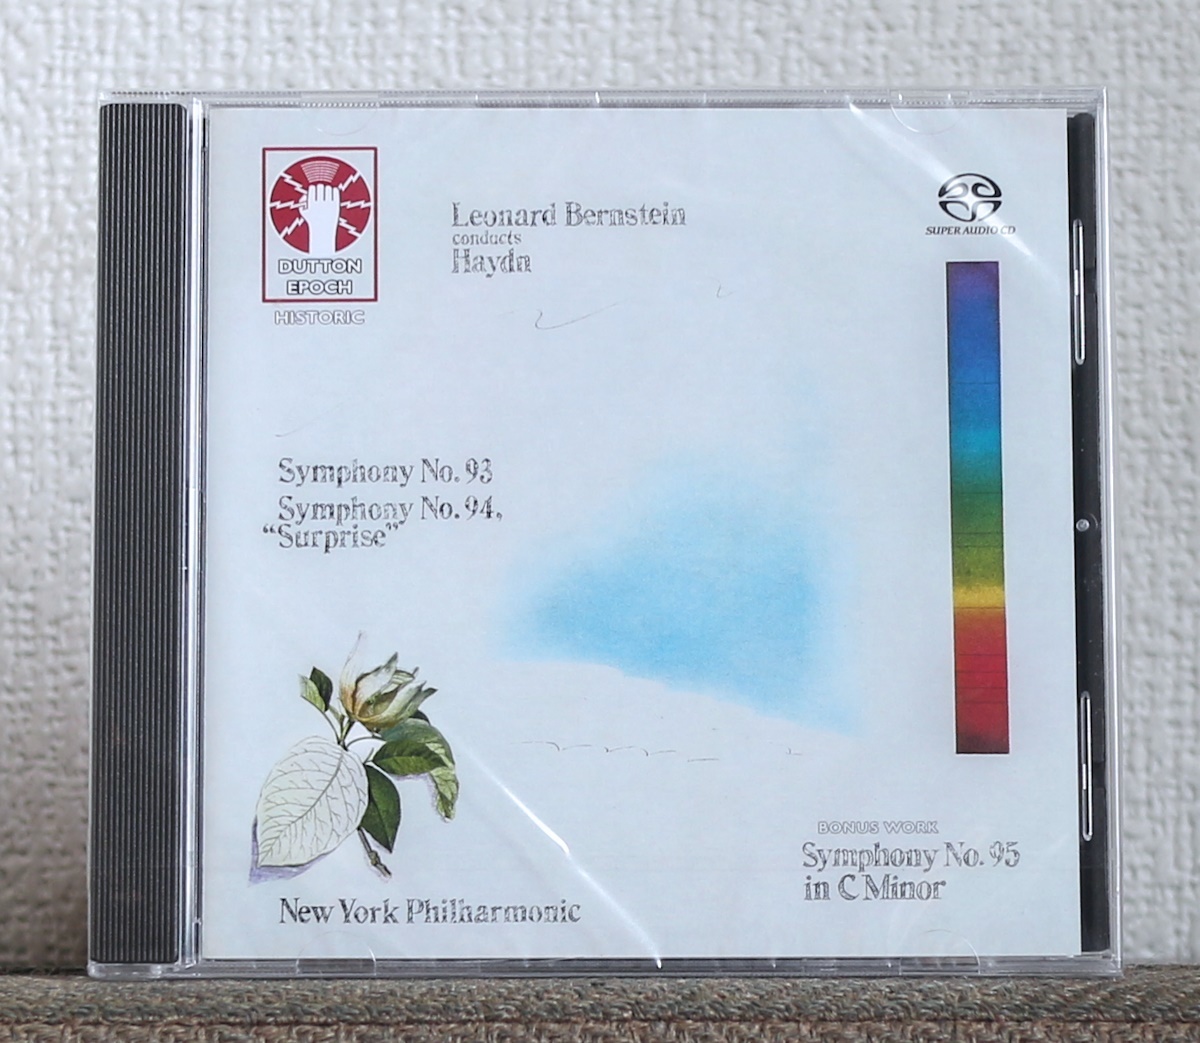 DUTTON
EPOCH
HISTORIC
Leonard Bernstein
conducts
Haydn
SUPER AUDIO CD
Symphony No. 93
Symphony No. 94,
“Surprise”
BONUS WORK
Symphony No. 95
in C Minor
New York Philharmonic